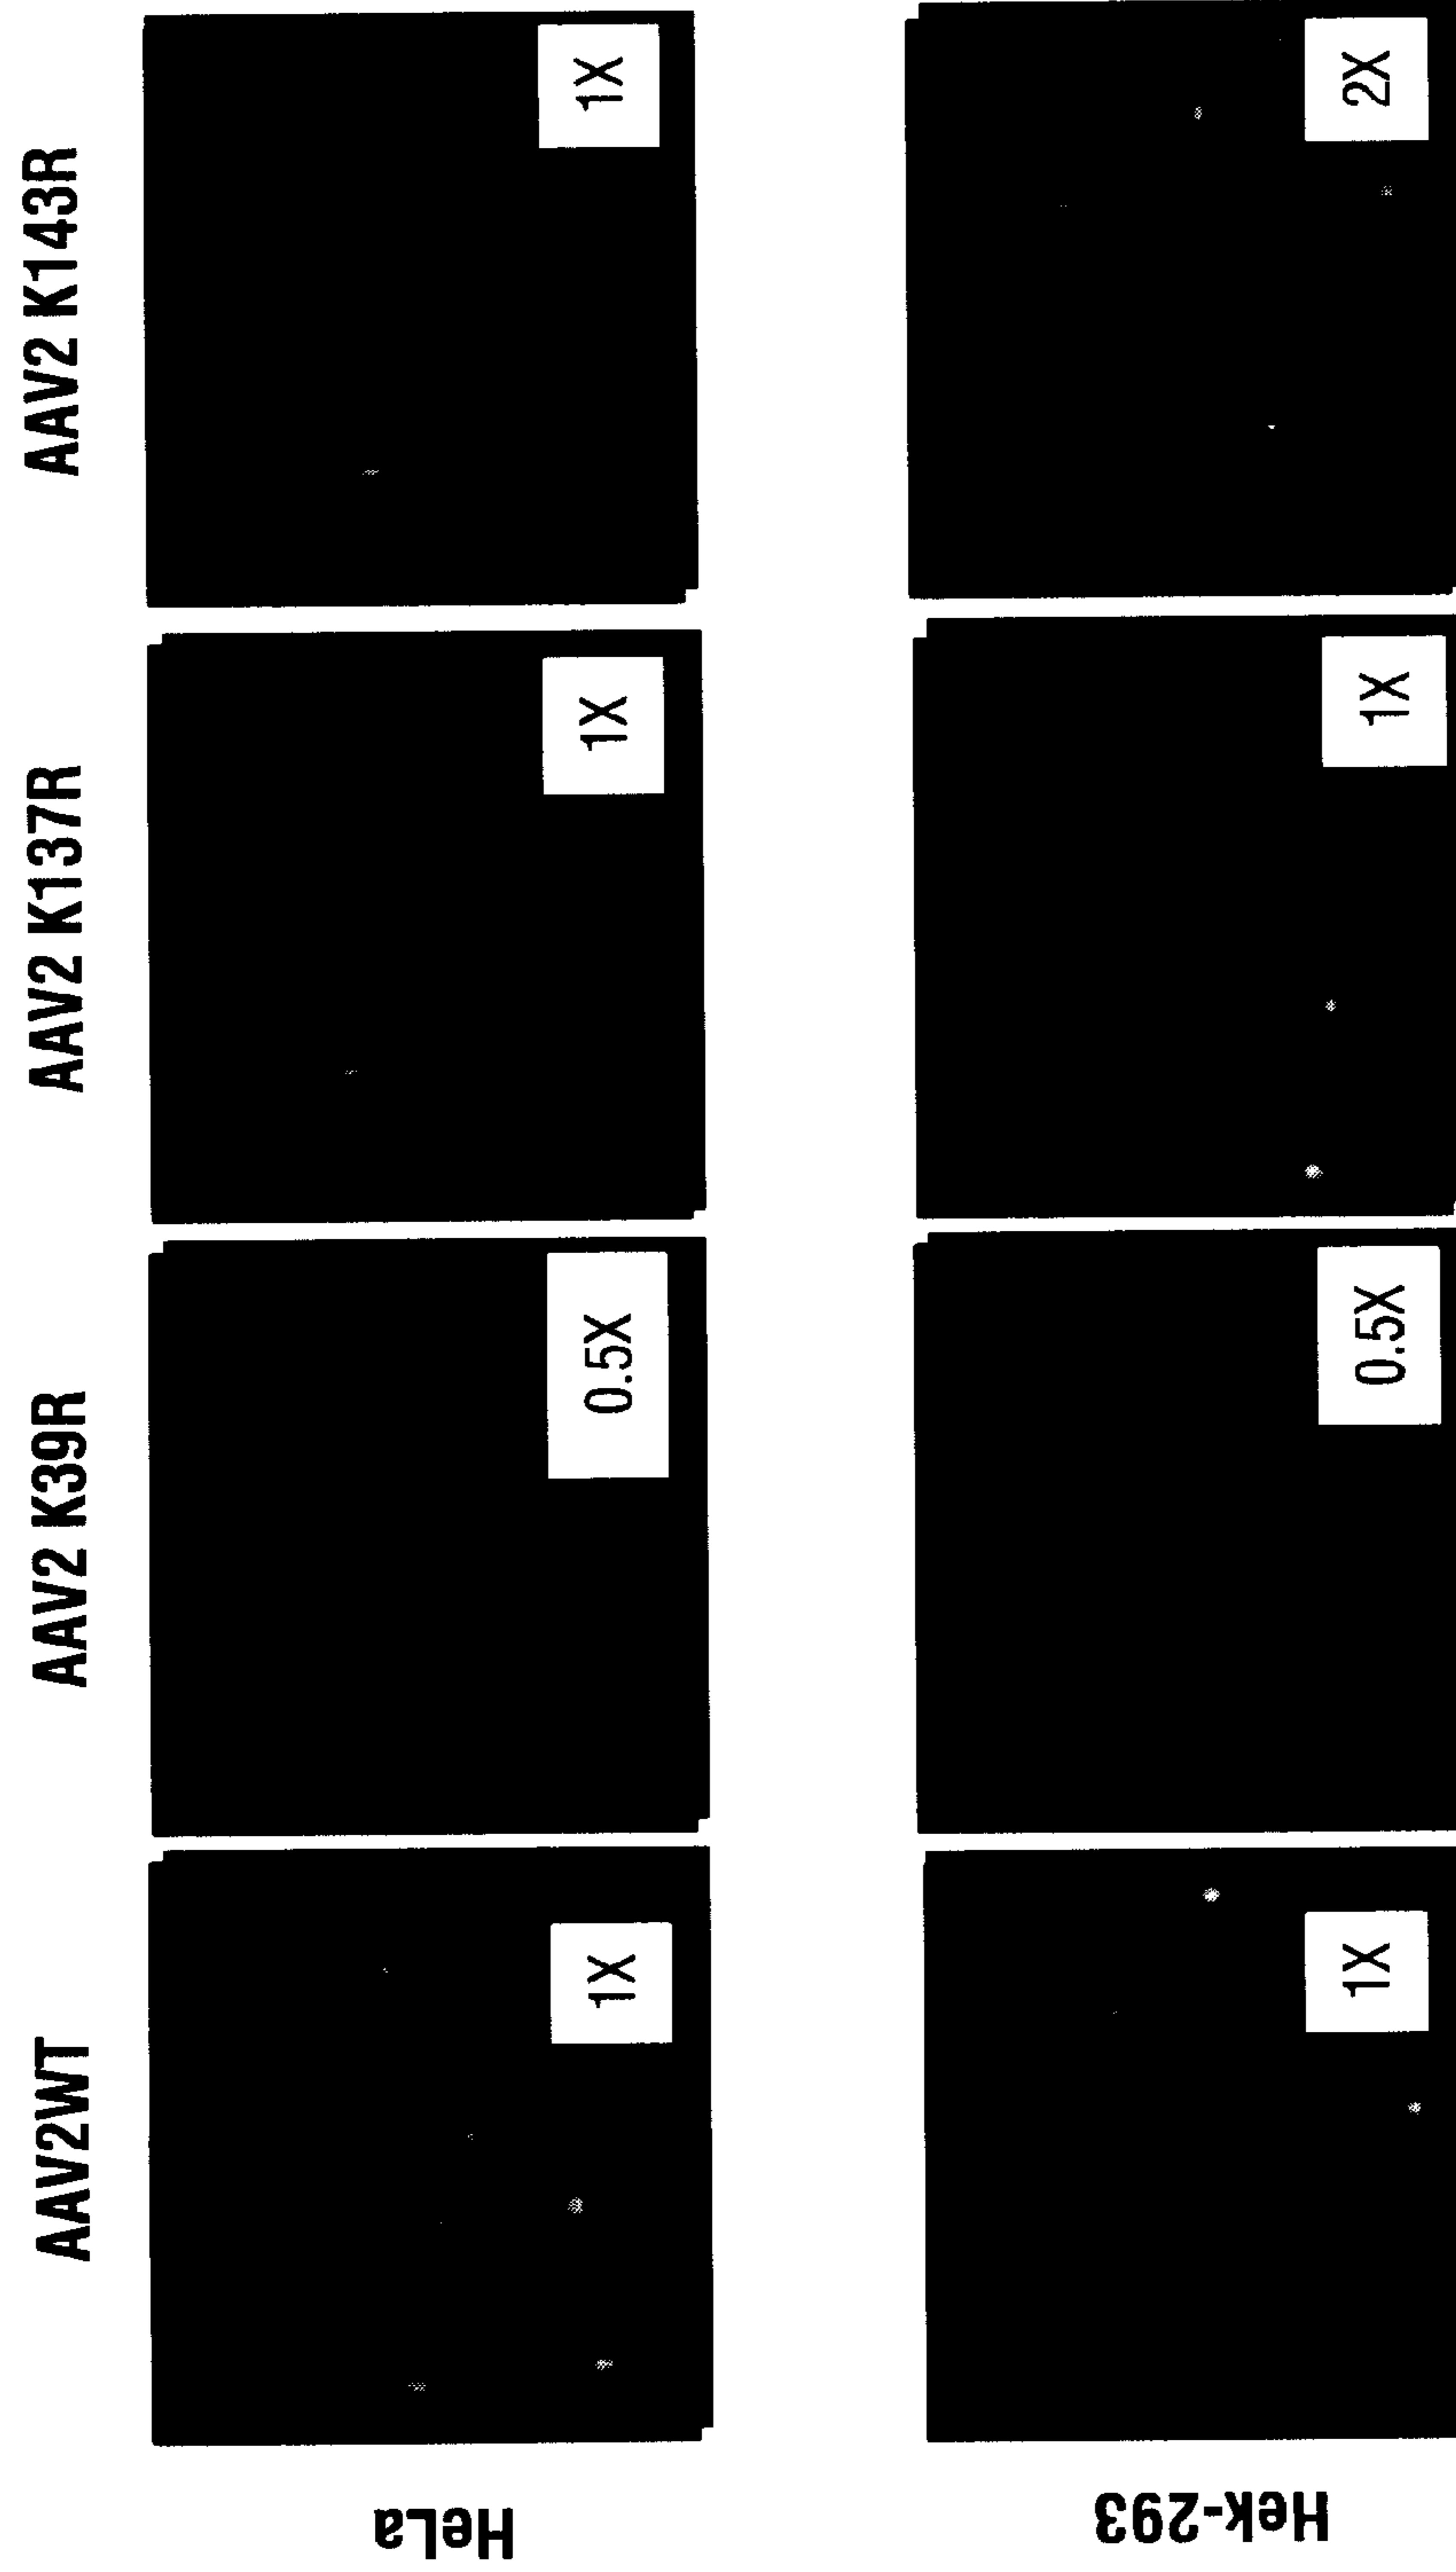 AAV2WT
AAV2 K39R
AAV2 K137R
AAV2 K143R
HeLa
1X
0.5X
1X
1X
Hek-293
1X
0.5X
1X
2X